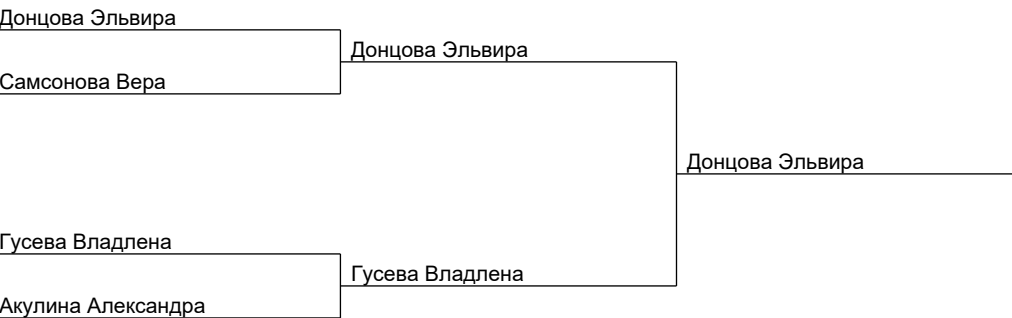 Донцова Эльвира
Донцова Эльвира
Самсонова Вера
Донцова Эльвира
Гусева Владлена
Гусева Владлена
Акулина Александра